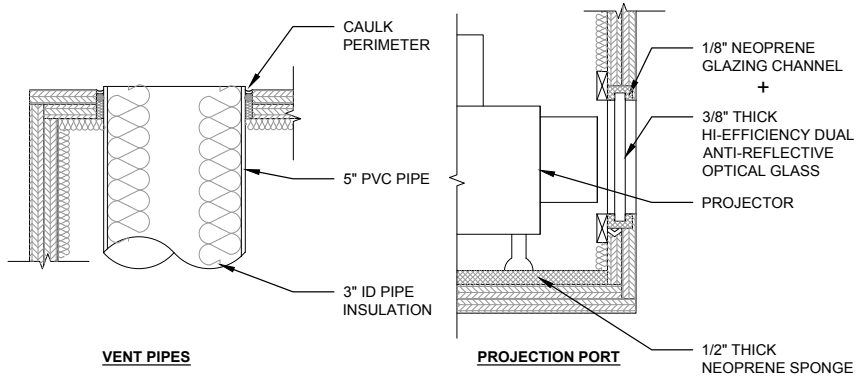 CAULK
PERIMETER
5" PVC PIPE
3" ID PIPE
INSULATION
VENT PIPES
1/8" NEOPRENE
GLAZING CHANNEL
+
3/8" THICK
HI-EFFICIENCY DUAL
ANTI-REFLECTIVE
OPTICAL GLASS
PROJECTOR
1/2" THICK
NEOPRENE SPONGE
PROJECTION PORT